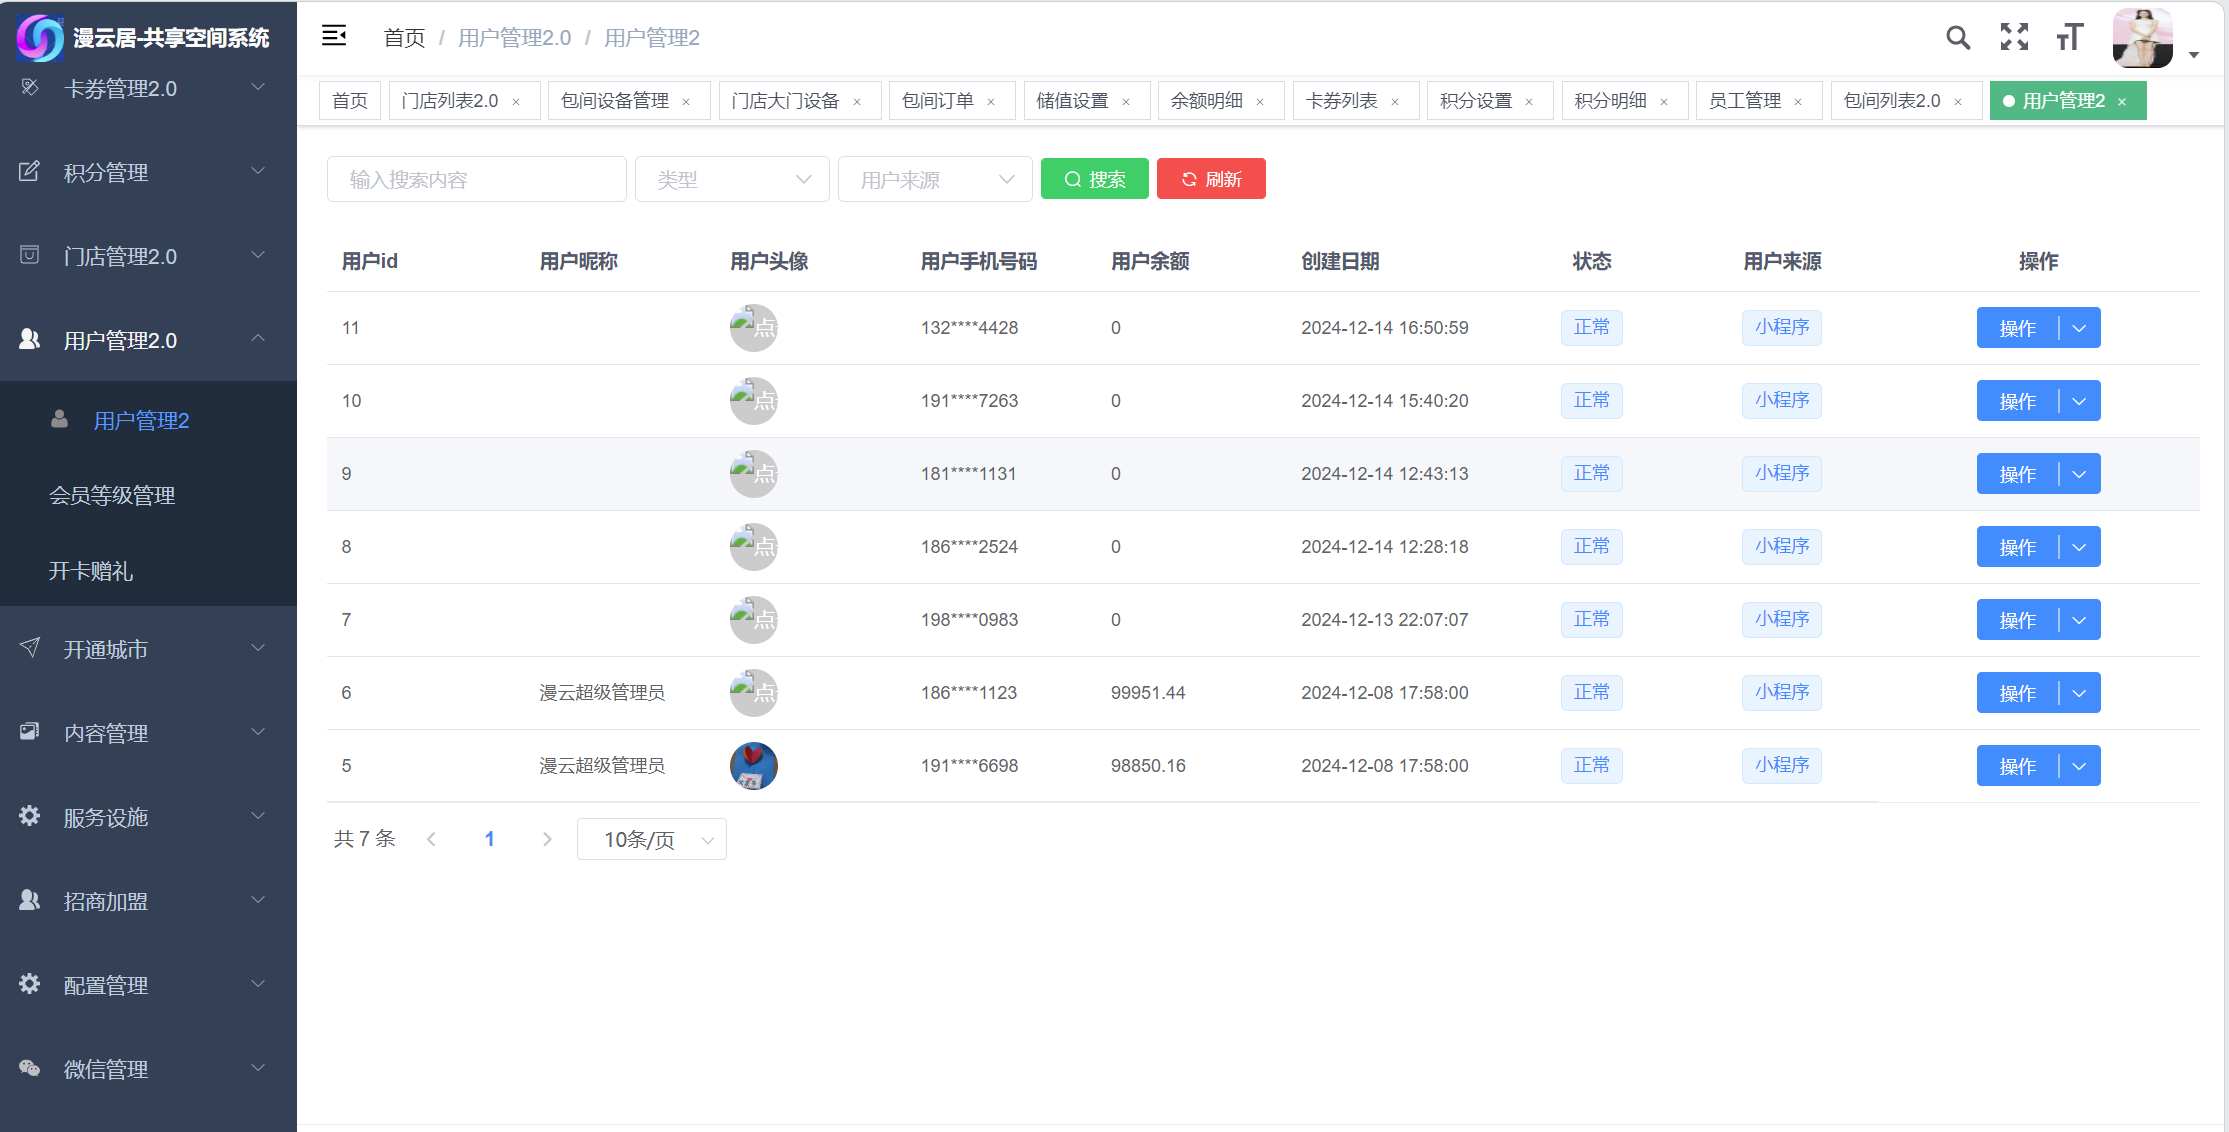 漫云居-共享空间系统
卡券管理2.0
积分管理
门店管理2.0
用户管理2.0
用户管理2
会员等级管理
开卡赠礼
开通城市
内容管理
服务设施
招商加盟
配置管理
微信管理
首页 / 用户管理2.0 / 用户管理2
首页 门店列表2.0 × 包间设备管理 × 门店大门设备 × 包间订单 × 储值设置 × 余额明细 × 卡券列表 × 积分设置 × 积分明细 × 员工管理 × 包间列表2.0 × 用户管理2 ×
输入搜索内容 类型 用户来源 搜索 刷新
用户id 用户昵称 用户头像 用户手机号码 用户余额 创建日期 状态 用户来源 操作
11 点 132****4428 0 2024-12-14 16:50:59 正常 小程序 操作
10 点 191****7263 0 2024-12-14 15:40:20 正常 小程序 操作
9 点 181****1131 0 2024-12-14 12:43:13 正常 小程序 操作
8 点 186****2524 0 2024-12-14 12:28:18 正常 小程序 操作
7 点 198****0983 0 2024-12-13 22:07:07 正常 小程序 操作
6 漫云超级管理员 点 186****1123 99951.44 2024-12-08 17:58:00 正常 小程序 操作
5 漫云超级管理员 191****6698 98850.16 2024-12-08 17:58:00 正常 小程序 操作
共 7 条 1 10条/页